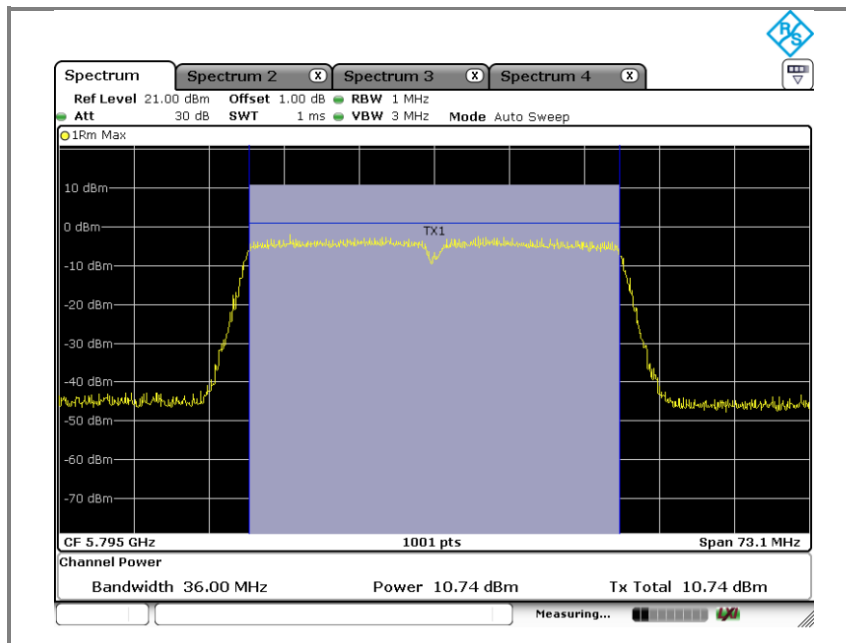 R&S
Spectrum Spectrum 2 X Spectrum 3 X Spectrum 4 X
Ref Level 21.00 dBm Offset 1.00 dB RBW 1 MHz
Att 30 dB SWT 1 ms VBW 3 MHz Mode Auto Sweep
1Rm Max
10 dBm
0 dBm
TX1
-10 dBm
-20 dBm
-30 dBm
-40 dBm
-50 dBm
-60 dBm
-70 dBm
CF 5.795 GHz 1001 pts Span 73.1 MHz
Channel Power
Bandwidth 36.00 MHz Power 10.74 dBm Tx Total 10.74 dBm
Measuring...